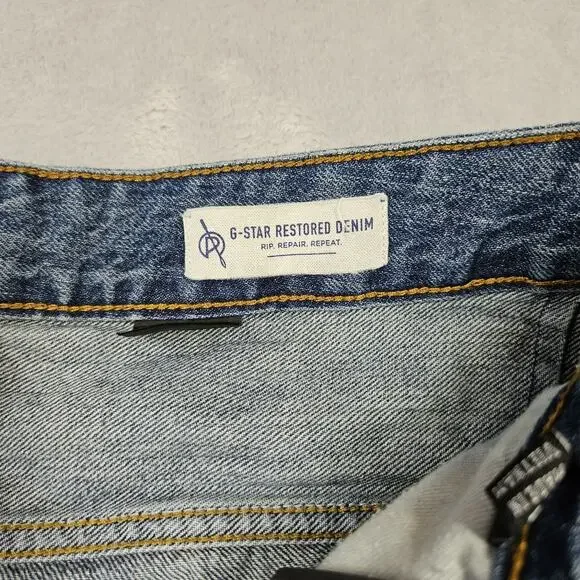 G-STAR RESTORED DENIM
RIP. REPAIR. REPEAT.